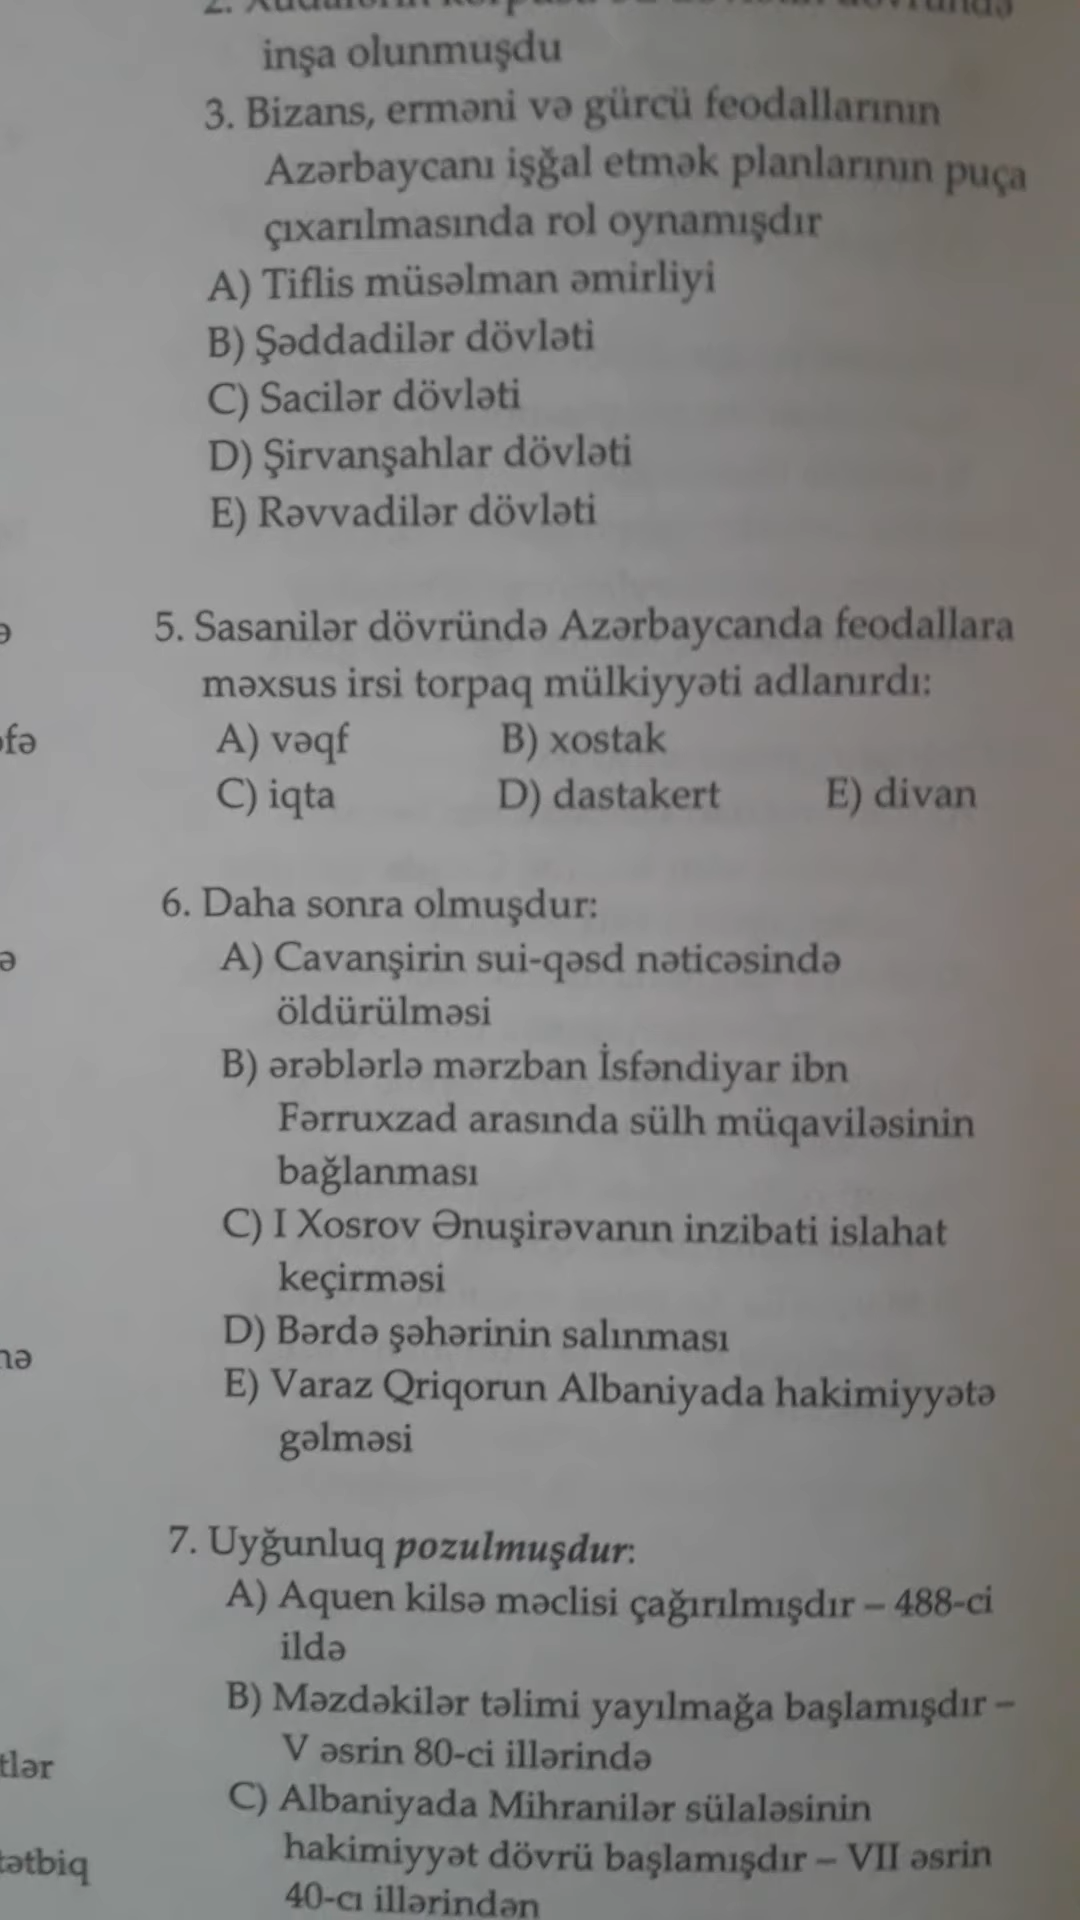 inşa olunmuşdu
3. Bizans, erməni və gürcü feodallarının
Azərbaycanı işğal etmək planlarının puça
çıxarılmasında rol oynamışdır
A) Tiflis müsəlman əmirliyi
B) Şəddadilər dövləti
C) Sacilər dövləti
D) Şirvanşahlar dövləti
E) Rəvvadilər dövləti
5. Sasanilər dövründə Azərbaycanda feodallara
məxsus irsi torpaq mülkiyyəti adlanırdı:
A) vəqf B) xostak
C) iqta D) dastakert E) divan
6. Daha sonra olmuşdur:
A) Cavanşirin sui-qəsd nəticəsində
öldürülməsi
B) ərəblərlə mərzban İsfəndiyar ibn
Fərruxzad arasında sülh müqaviləsinin
bağlanması
C) I Xosrov Ənuşirəvanın inzibati islahat
keçirməsi
D) Bərdə şəhərinin salınması
E) Varaz Qriqorun Albaniyada hakimiyyətə
gəlməsi
7. Uyğunluq pozulmuşdur:
A) Aquen kilsə məclisi çağırılmışdır – 488-ci
ildə
B) Məzdəkilər təlimi yayılmağa başlamışdır –
V əsrin 80-ci illərində
C) Albaniyada Mihranilər sülaləsinin
hakimiyyət dövrü başlamışdır – VII əsrin
40-cı illərindən